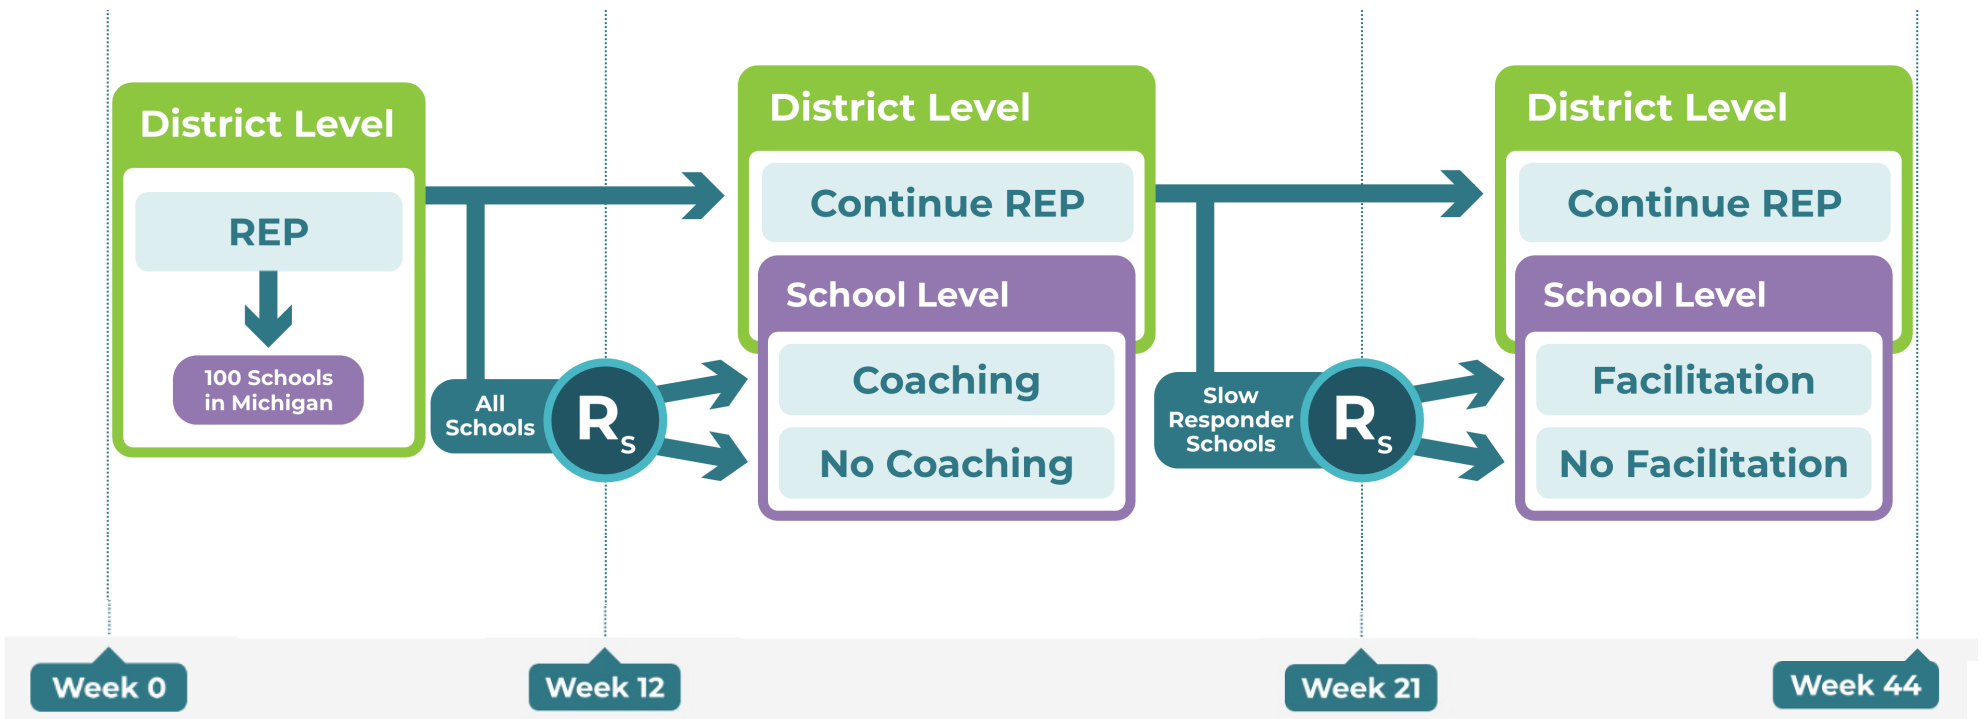 District Level
REP
100 Schools
in Michigan
All
Schools
Rs
District Level
Continue REP
School Level
Coaching
No Coaching
Slow
Responder
Schools
Rs
District Level
Continue REP
School Level
Facilitation
No Facilitation
Week 0
Week 12
Week 21
Week 44